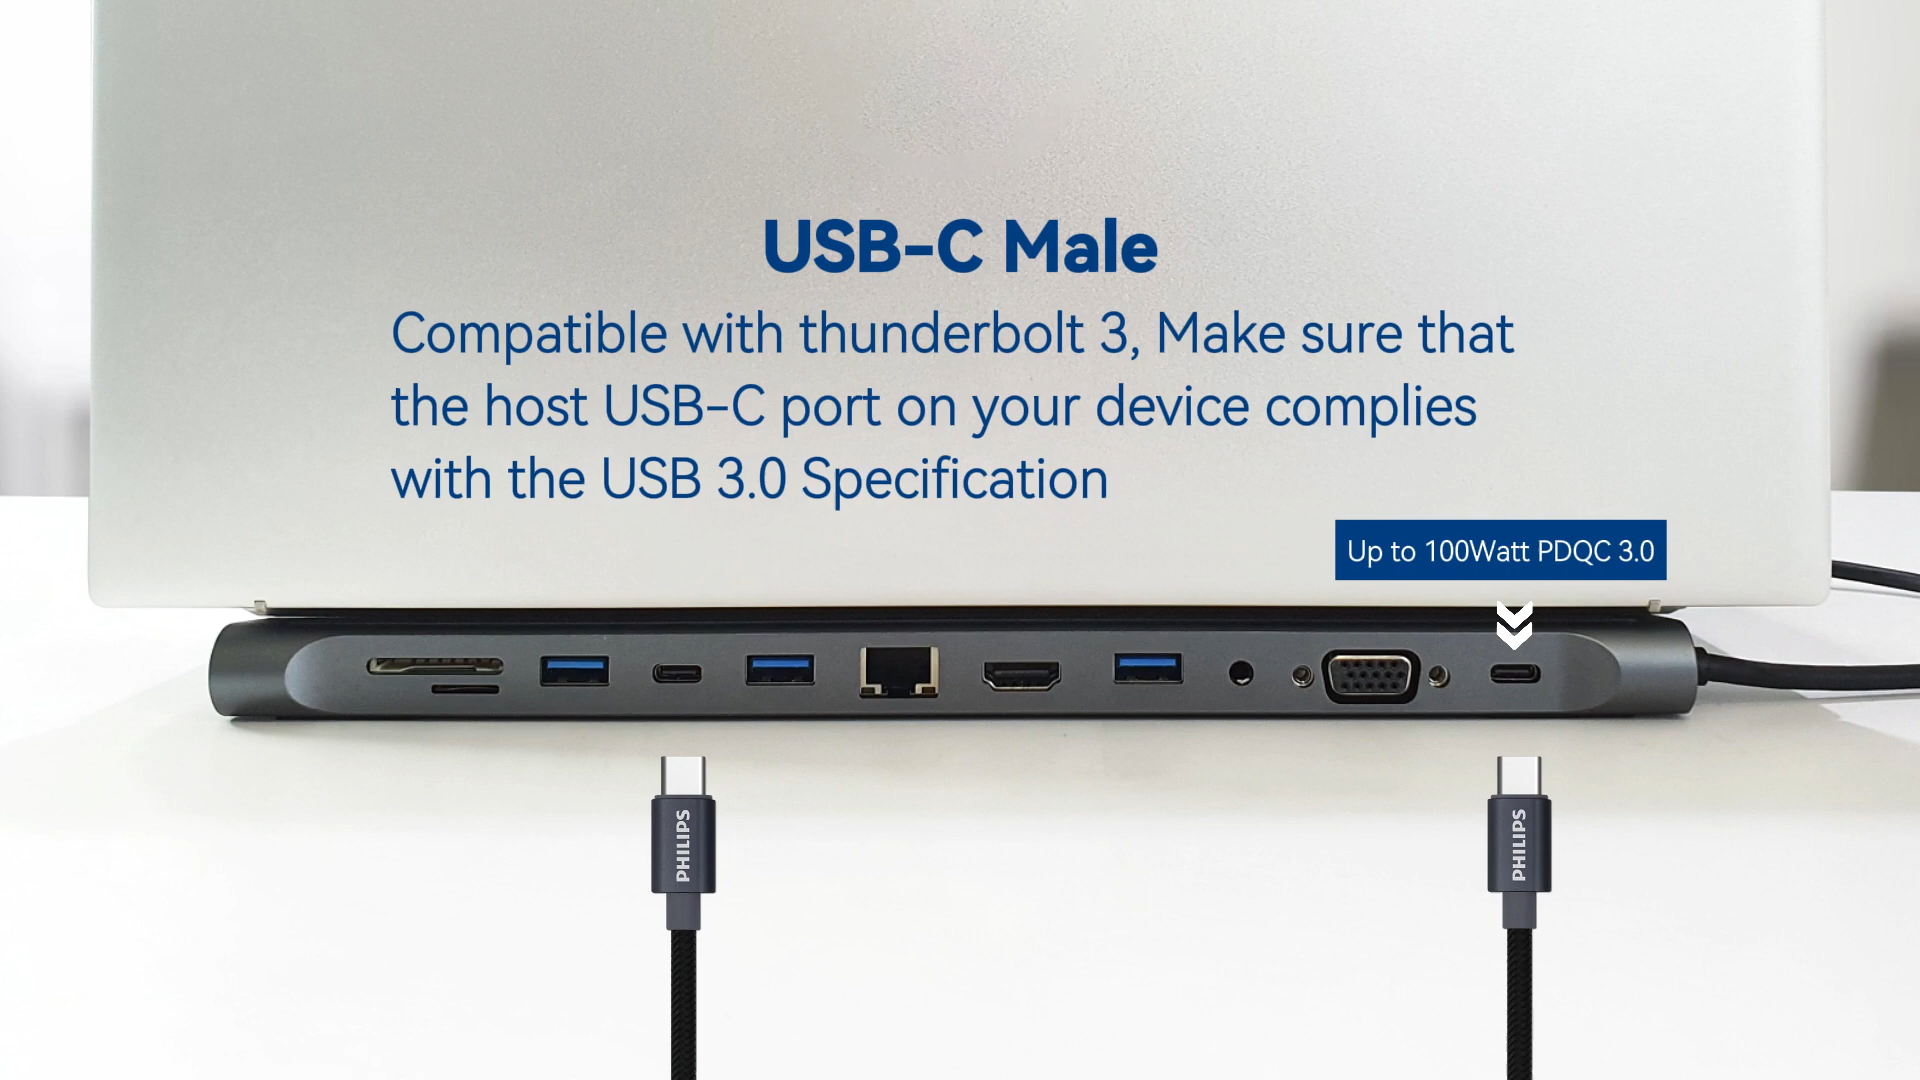 USB-C Male
Compatible with thunderbolt 3, Make sure that
the host USB-C port on your device complies
with the USB 3.0 Specification
Up to 100Watt PDQC 3.0
PHILIPS
PHILIPS